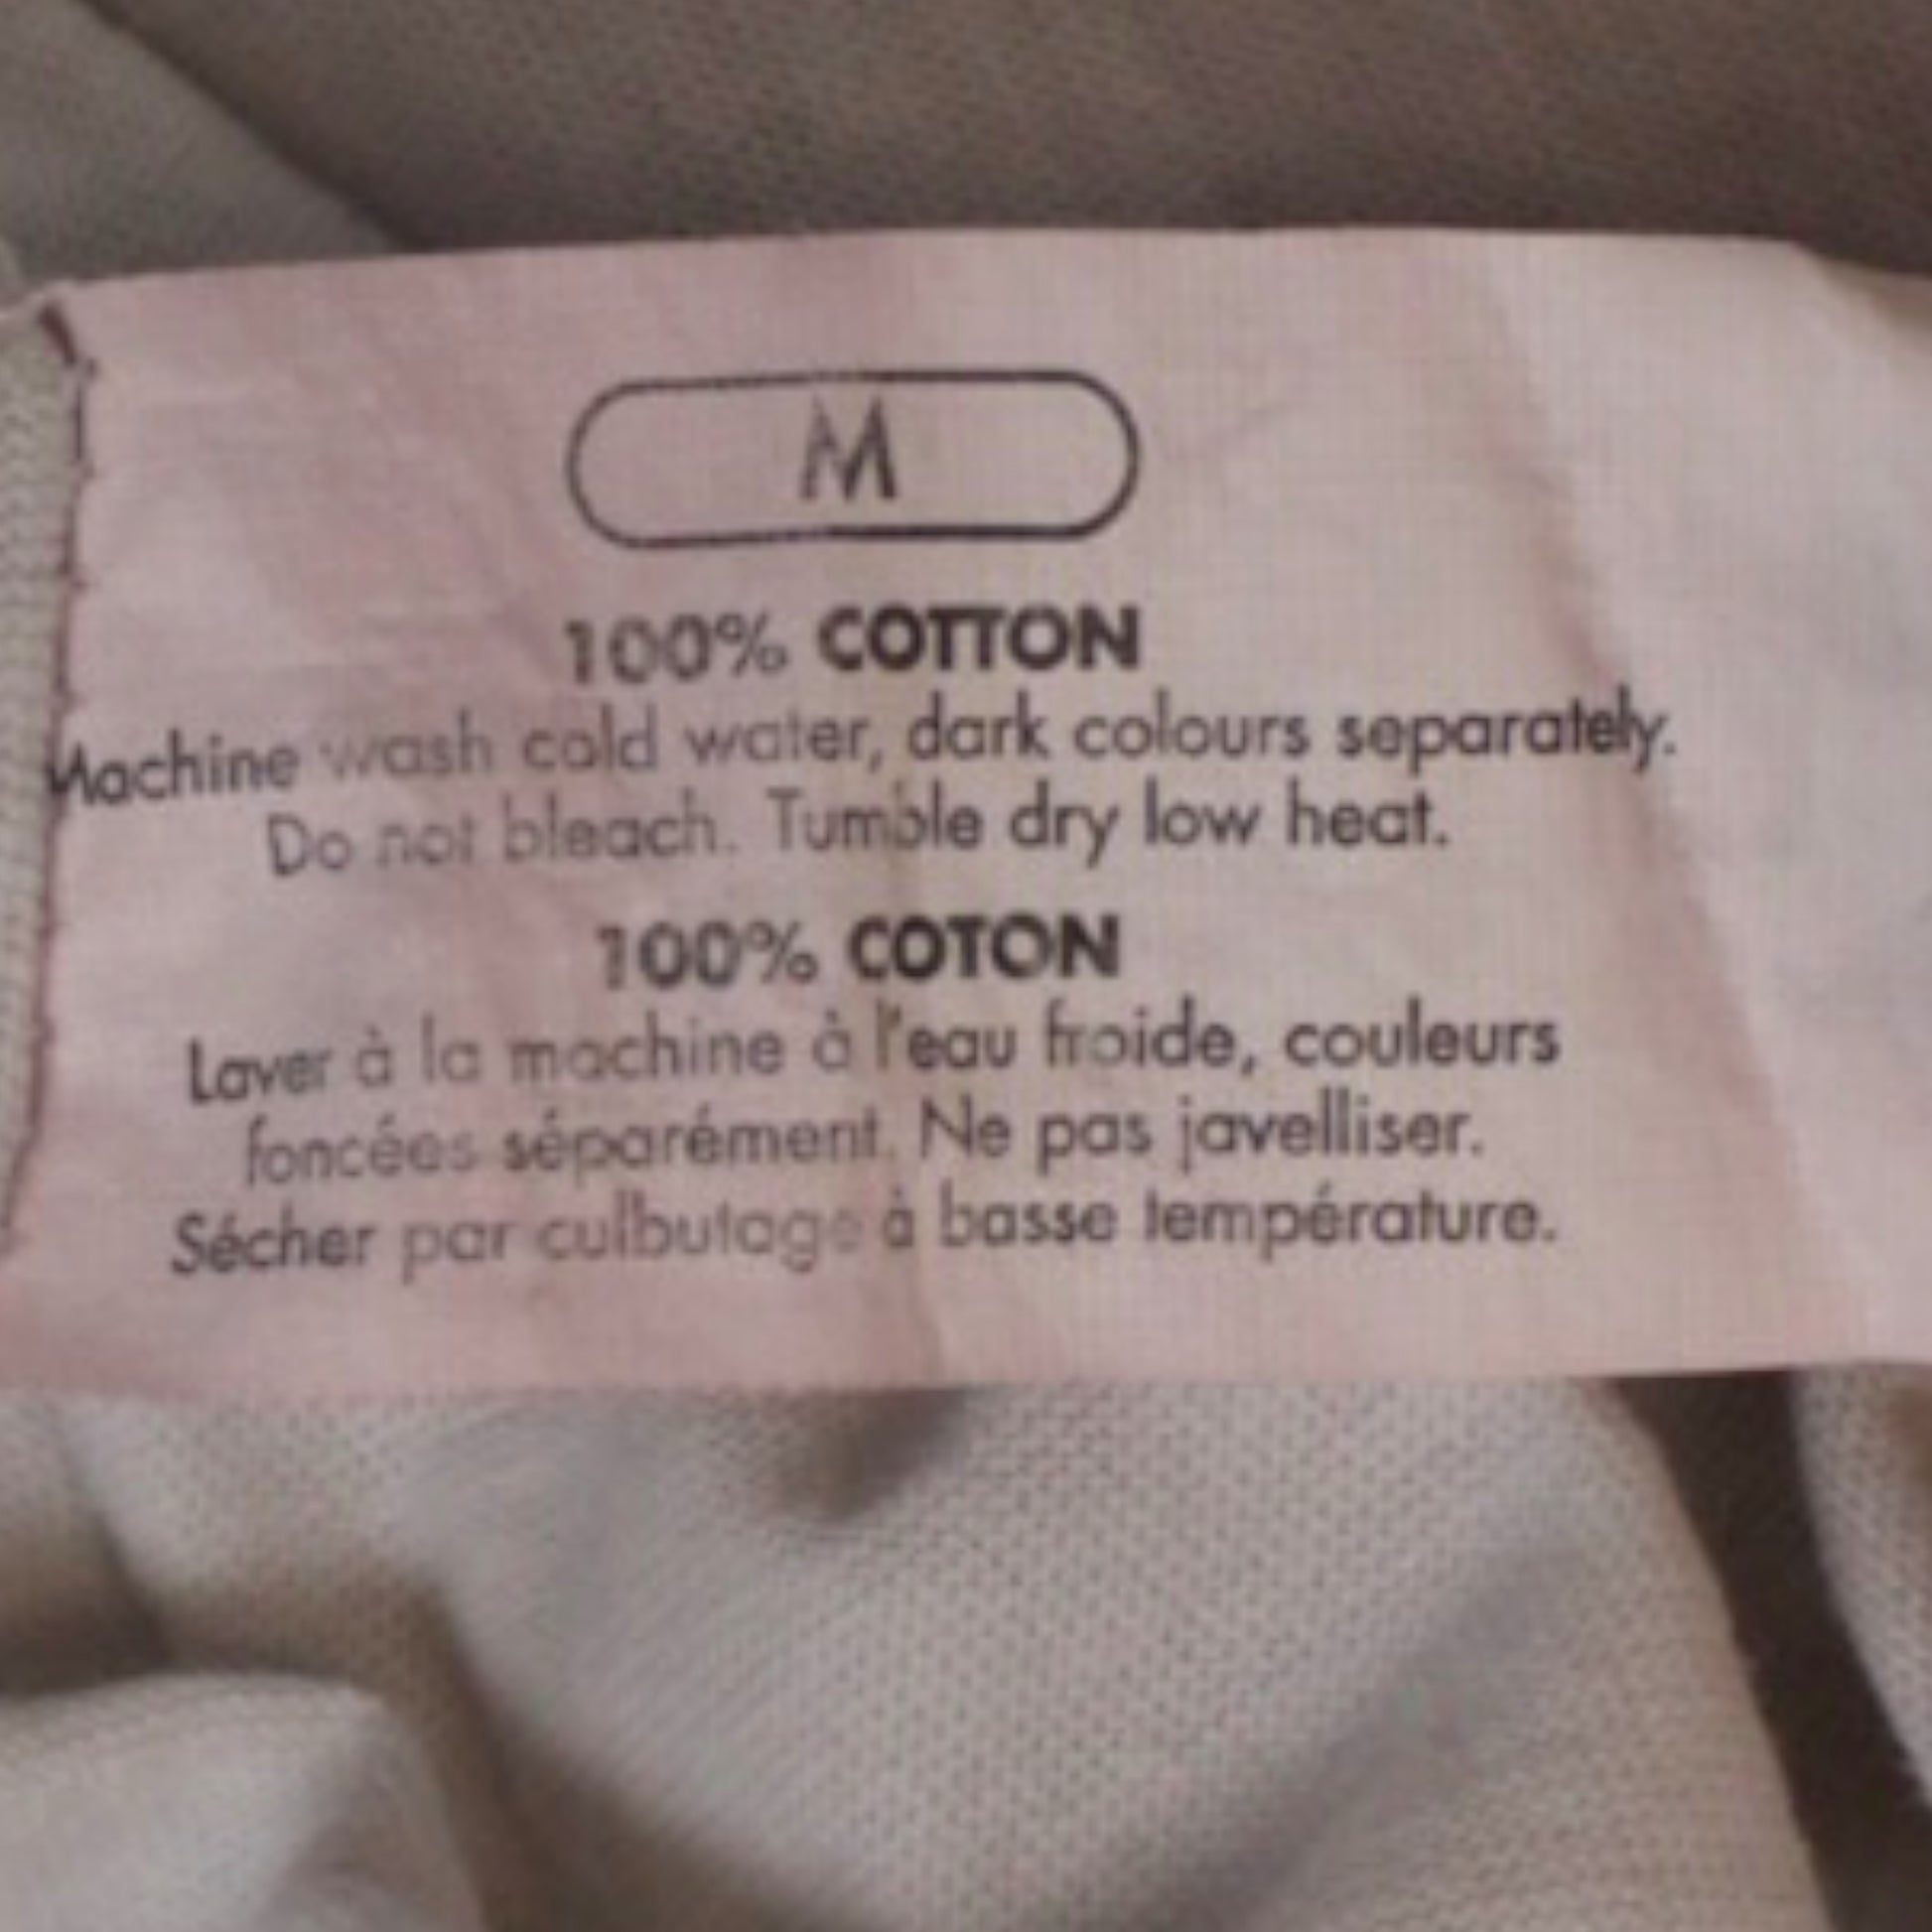 M
100% COTTON
Machine wash cold water, dark colours separately.
Do not bleach. Tumble dry low heat.
100% COTON
Laver à la machine à l'eau froide, couleurs
foncées séparément. Ne pas javelliser.
Sécher par culbutage à basse température.